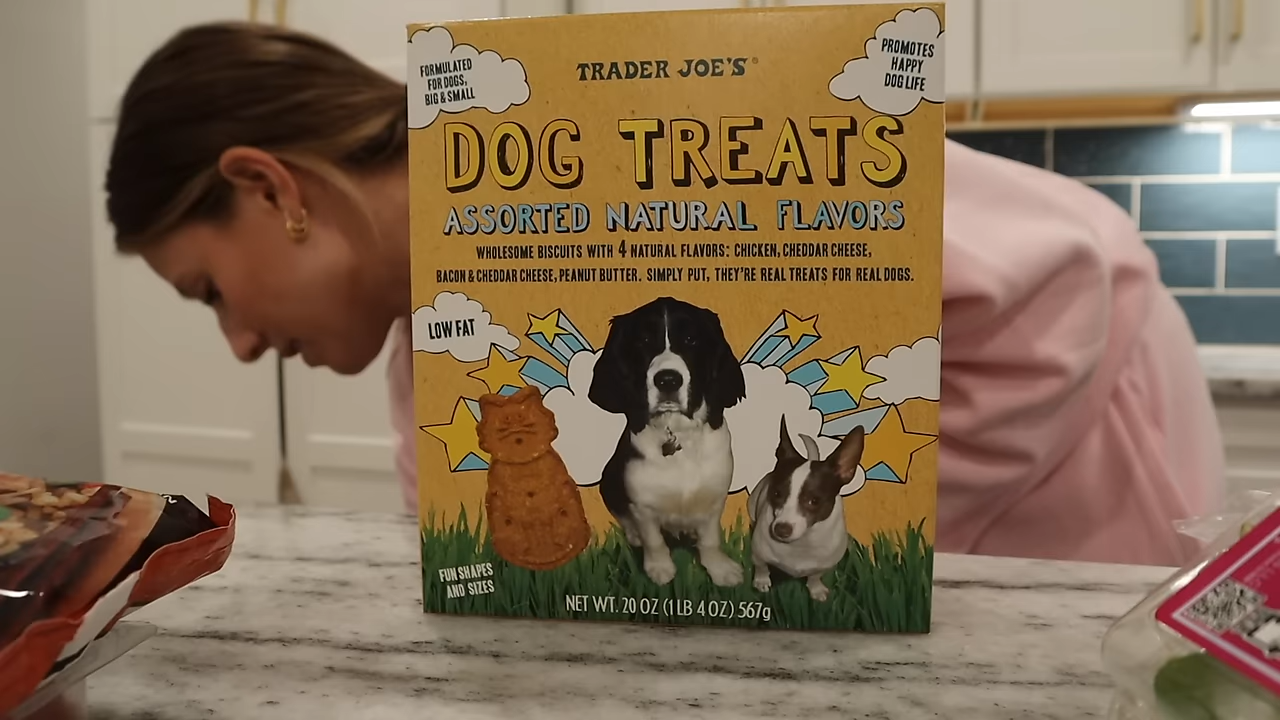 FORMULATED
FOR DOGS,
BIG & SMALL
TRADER JOE'S®
PROMOTES
HAPPY
DOG LIFE
DOG TREATS
ASSORTED NATURAL FLAVORS
WHOLESOME BISCUITS WITH 4 NATURAL FLAVORS: CHICKEN, CHEDDAR CHEESE,
BACON & CHEDDAR CHEESE, PEANUT BUTTER. SIMPLY PUT, THEY'RE REAL TREATS FOR REAL DOGS.
LOW FAT
FUN SHAPES
AND SIZES
NET WT. 20 OZ (1 LB 4 OZ) 567g